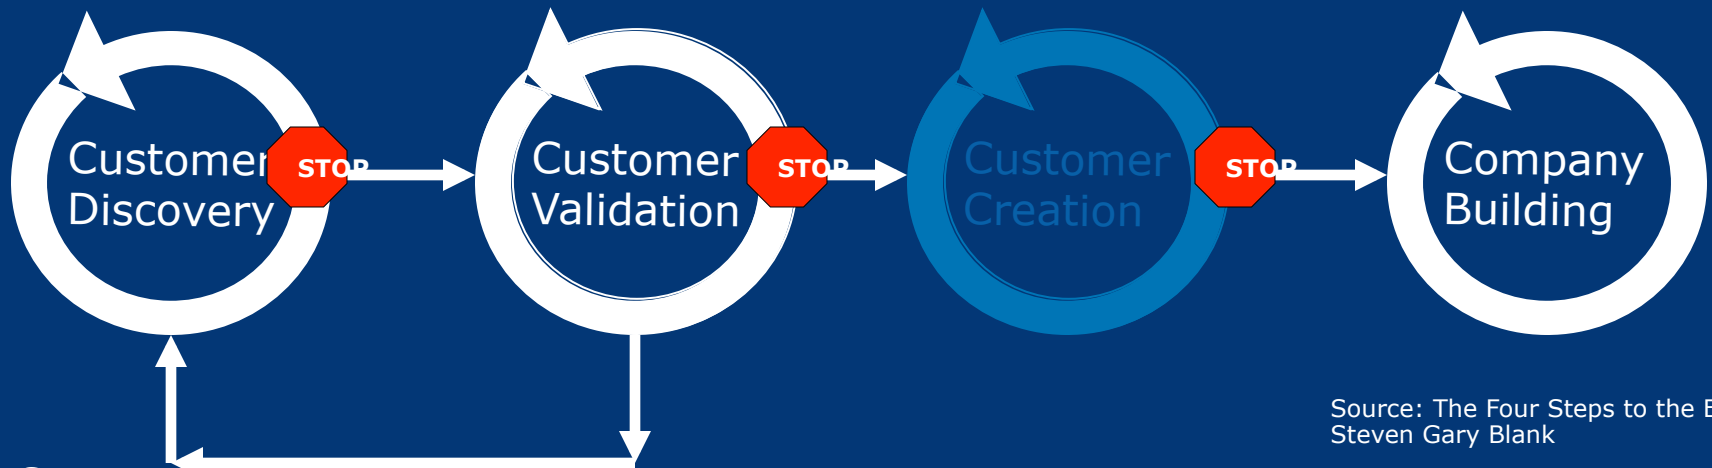 Customer
Discovery
STOP
Customer
Validation
STOP
Customer
Creation
STOP
Company
Building
Source: The Four Steps to the
Steven Gary Blank